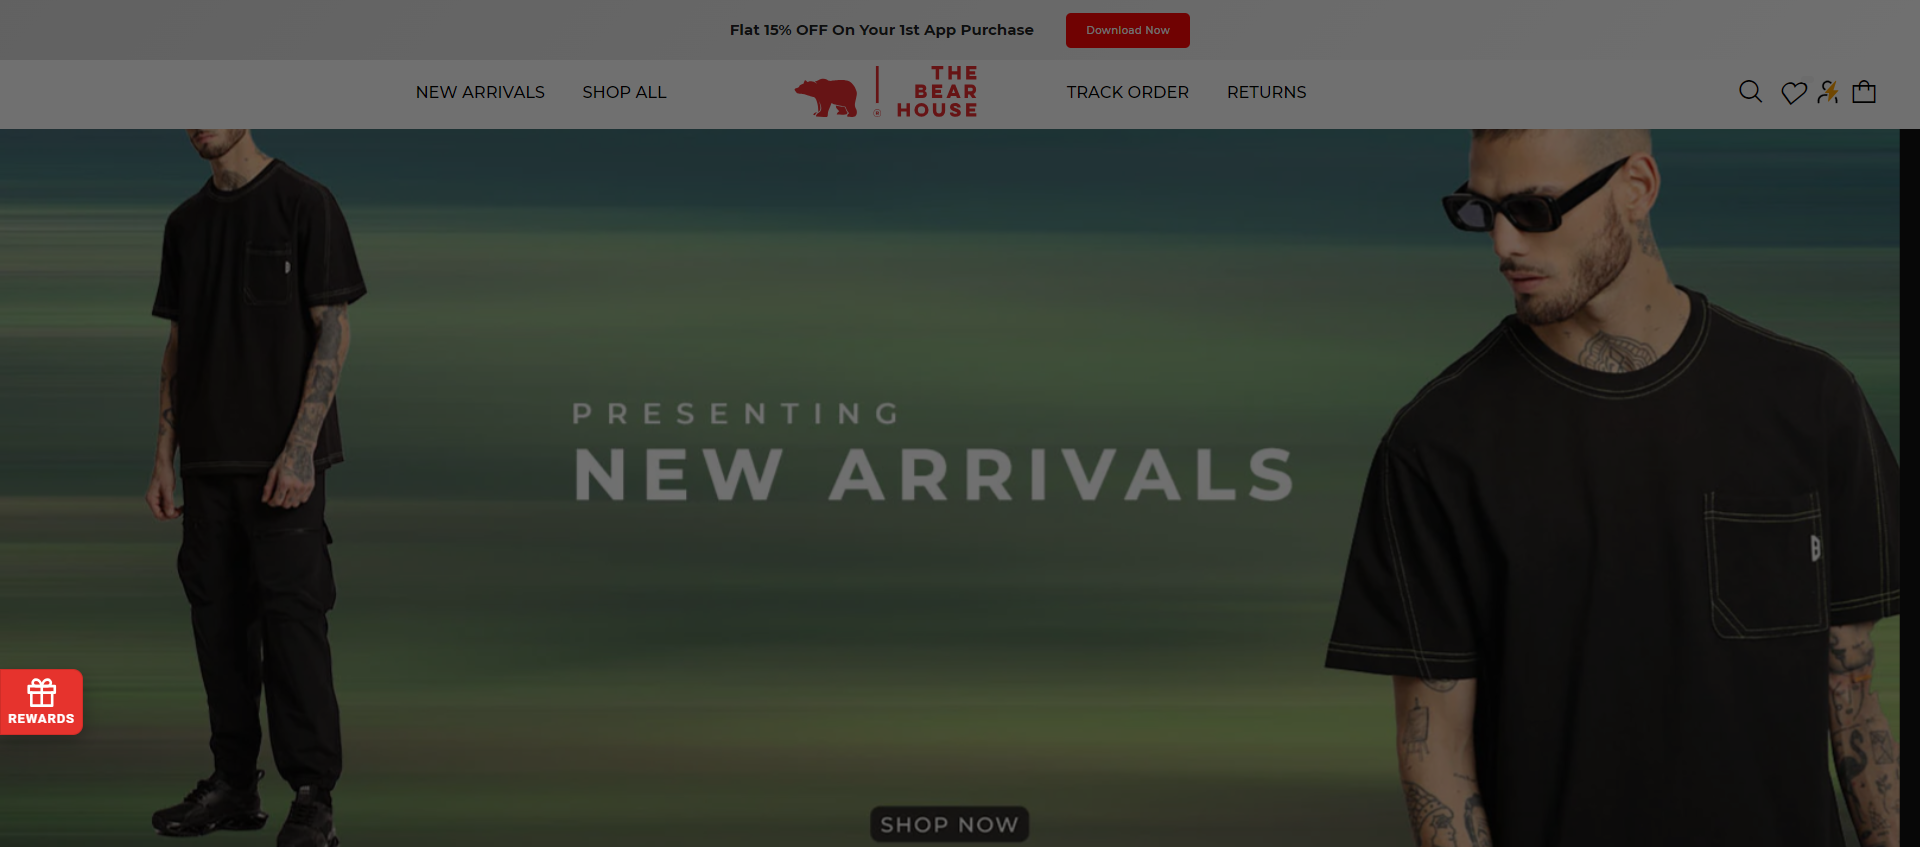 Flat 15% OFF On Your 1st App Purchase
Download Now
NEW ARRIVALS
SHOP ALL
THE
BEAR
HOUSE
®
TRACK ORDER
RETURNS
PRESENTING
NEW ARRIVALS
B
REWARDS
SHOP NOW